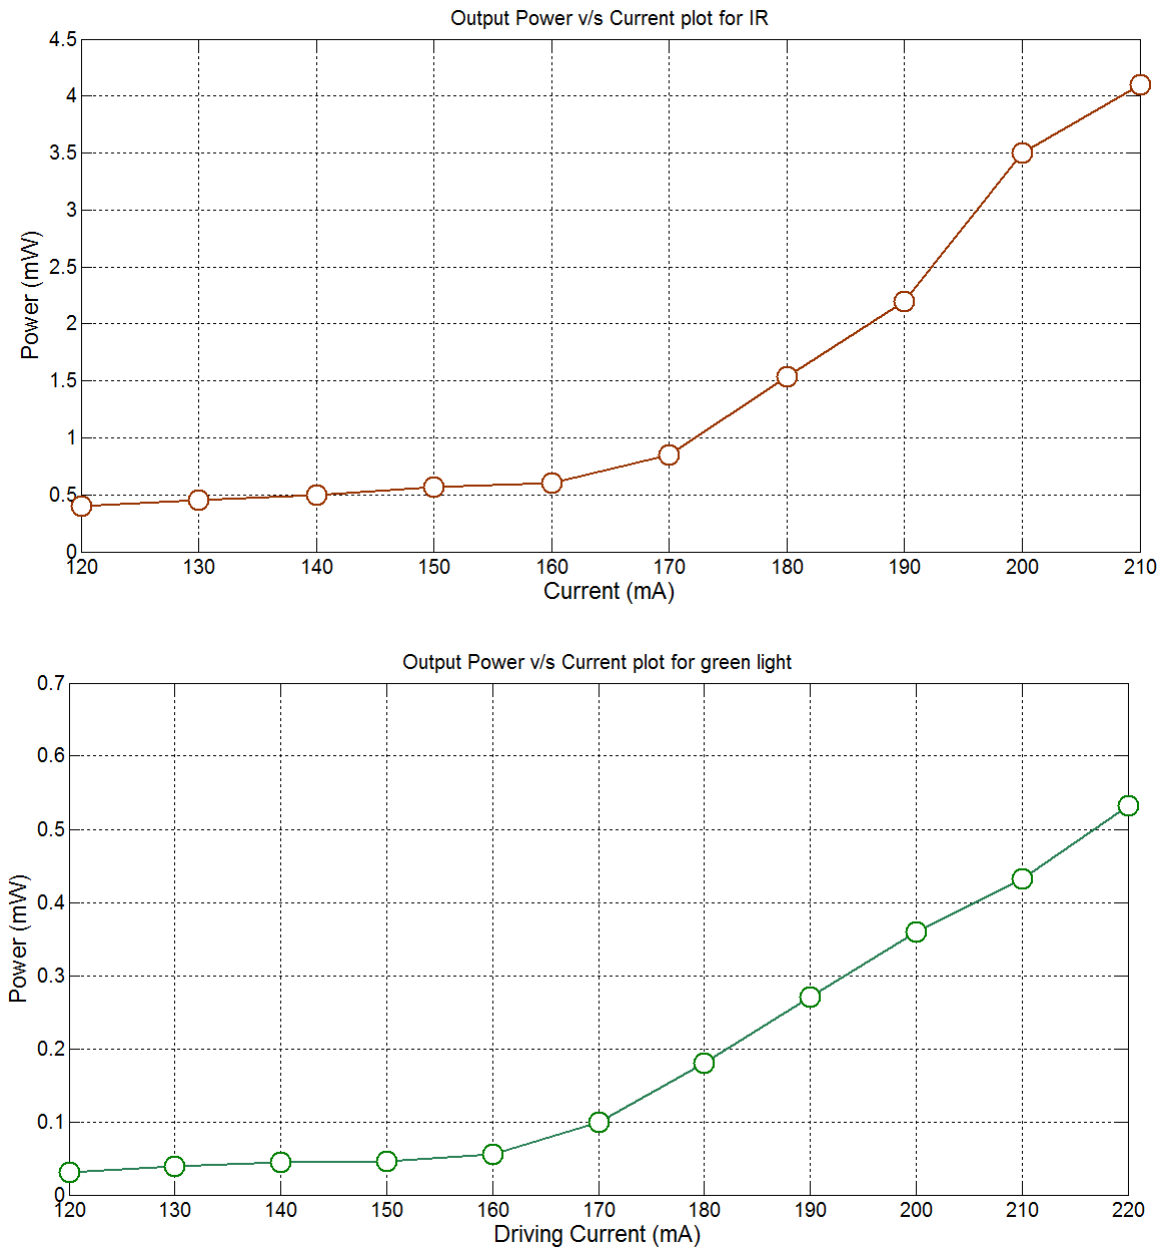 Output Power v/s Current plot for IR
4.5
4
3.5
3
2.5
2
1.5
1
0.5
0
Power (mW)
120 130 140 150 160 170 180 190 200 210
Current (mA)
Output Power v/s Current plot for green light
0.7
0.6
0.5
0.4
0.3
0.2
0.1
0
Power (mW)
120 130 140 150 160 170 180 190 200 210 220
Driving Current (mA)